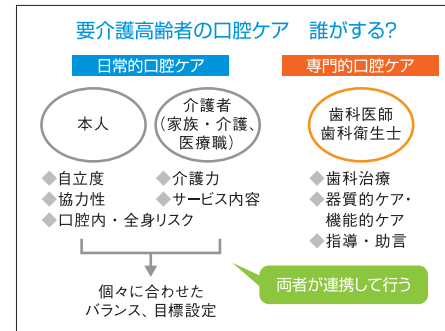 要介護高齢者の口腔ケア　誰がする?
日常的口腔ケア
専門的口腔ケア
本人
介護者
(家族・介護、
医療職)
歯科医師
歯科衛生士
◆自立度
◆協力性
◆口腔内・全身リスク
◆介護力
◆サービス内容
◆歯科治療
◆器質的ケア・
機能的ケア
◆指導・助言
個々に合わせた
バランス、目標設定
両者が連携して行う